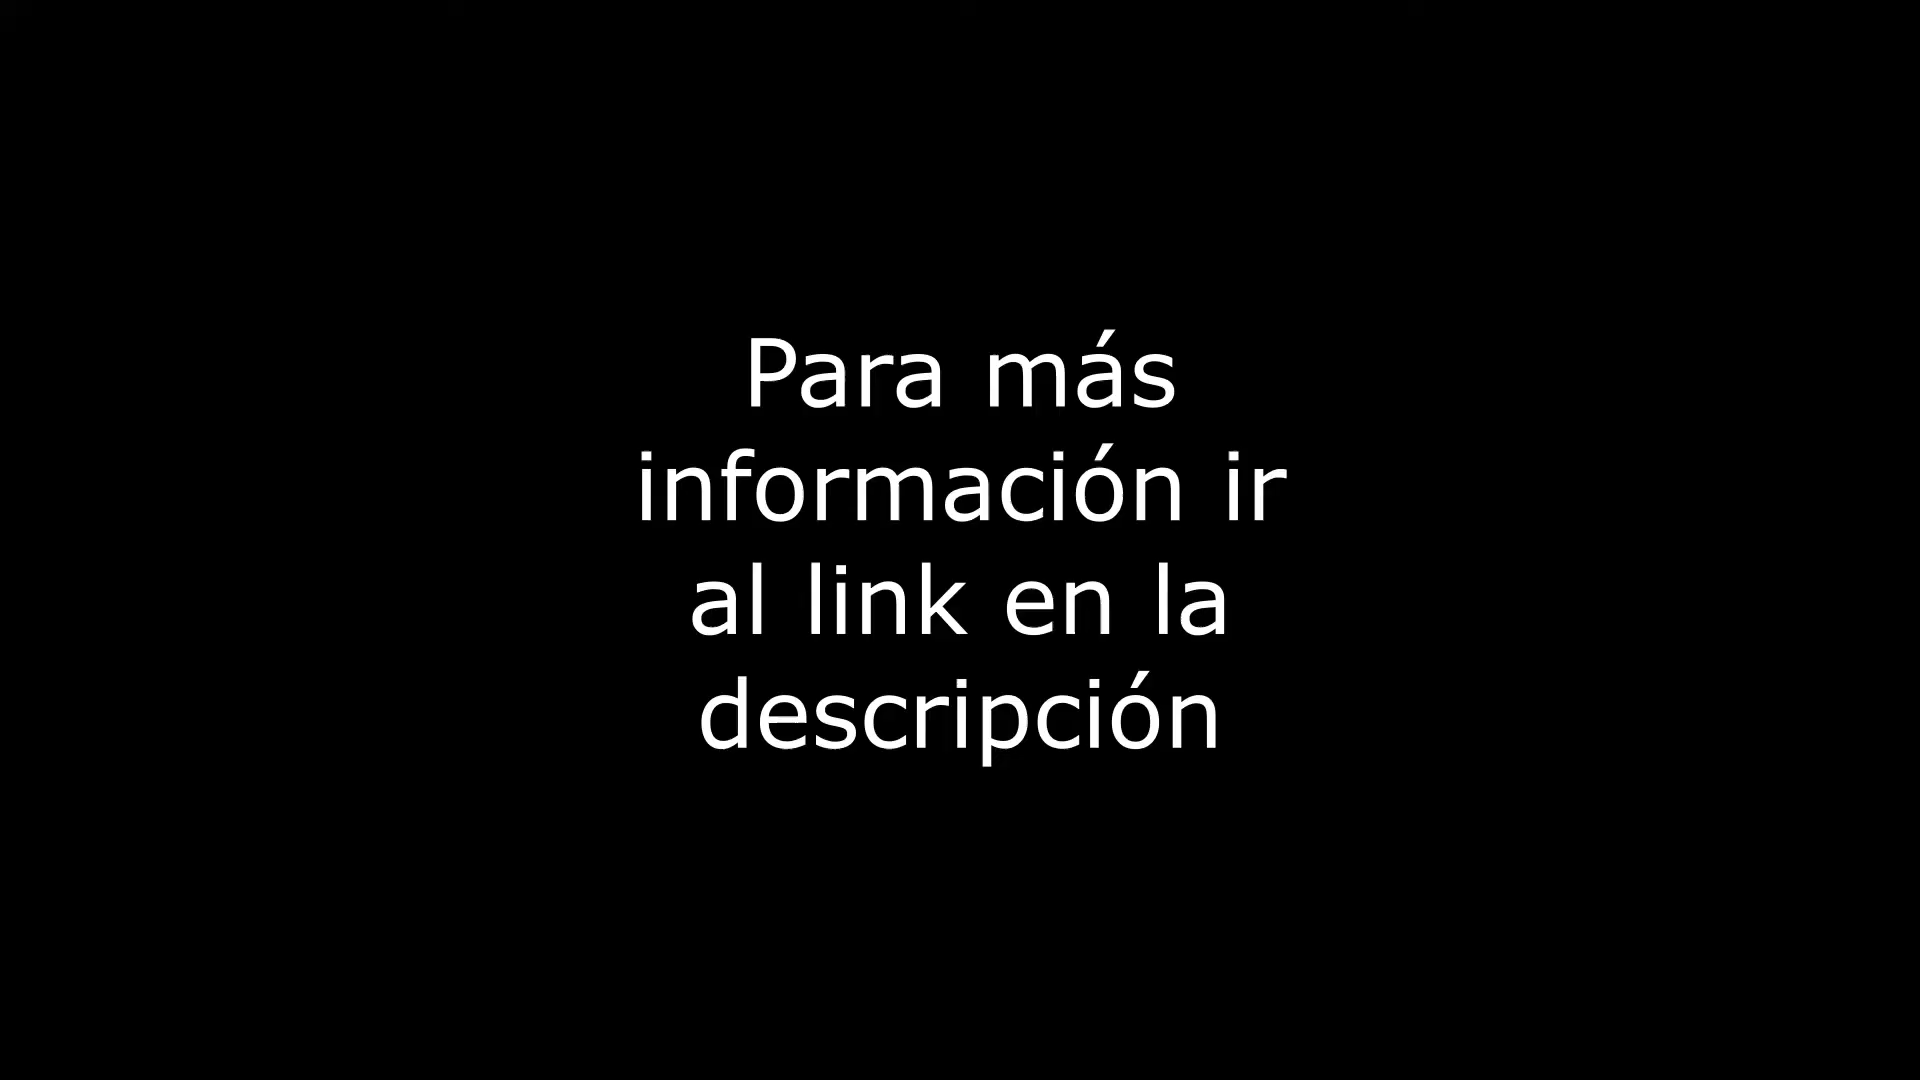 Para más
información ir
al link en la
descripción